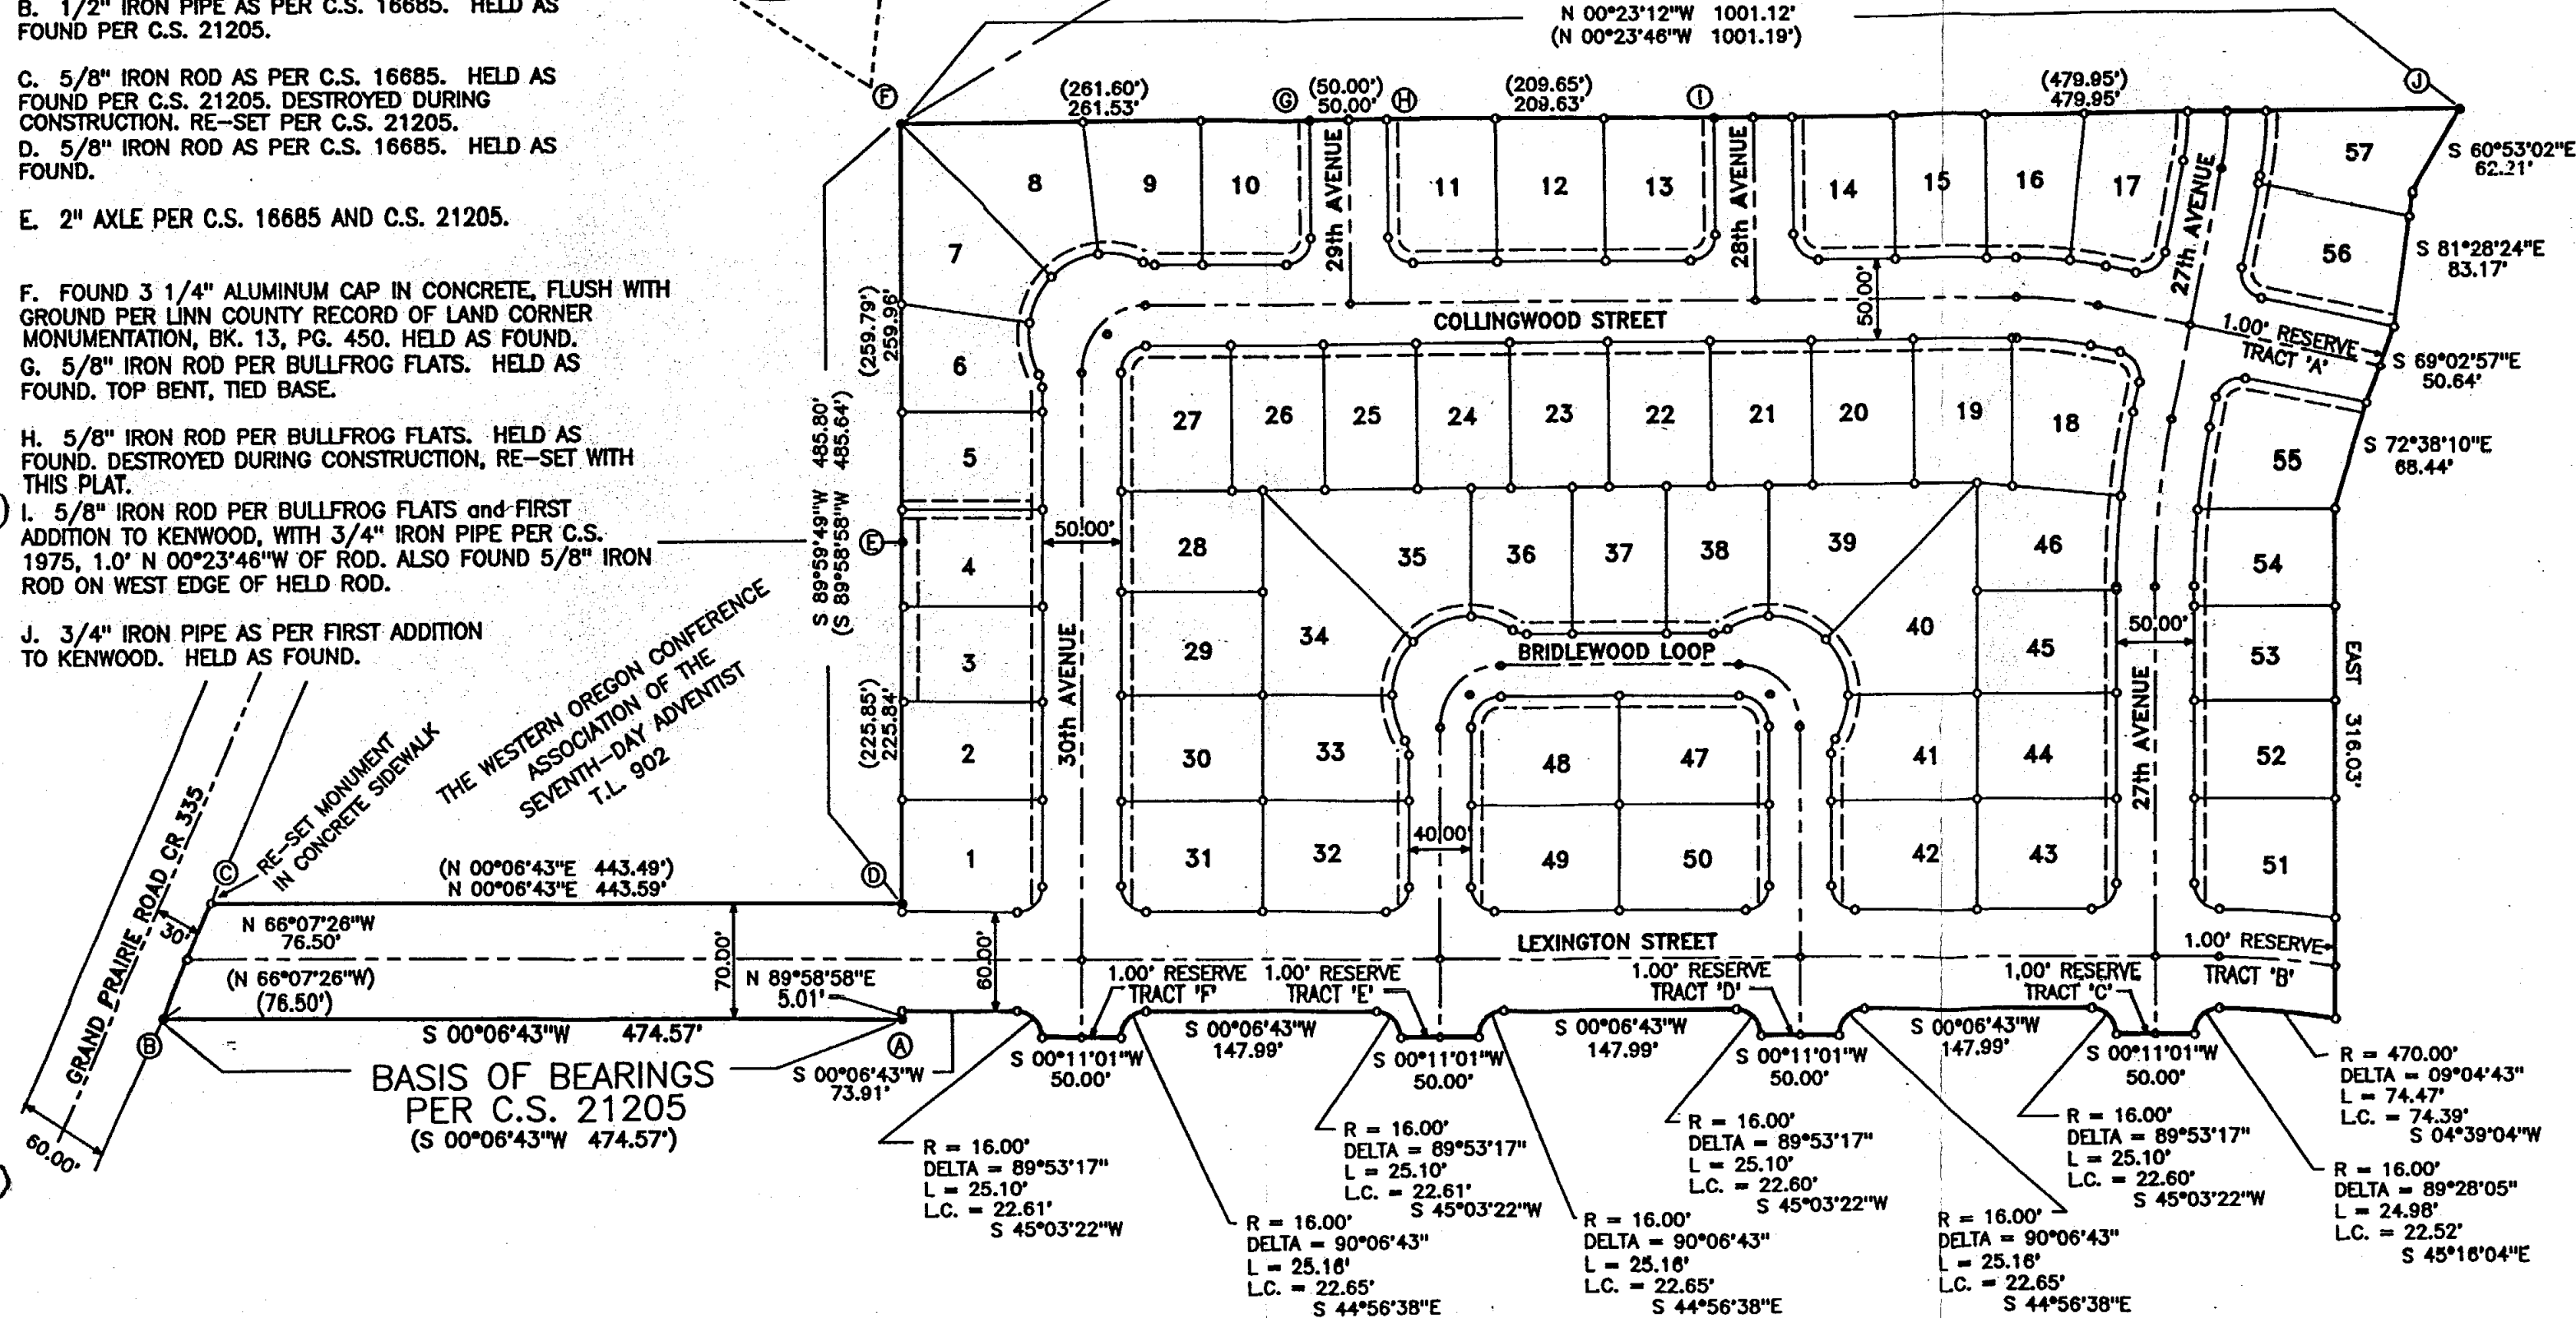 B. 1/2" IRON PIPE AS PER C.S. 16685. HELD AS
FOUND PER C.S. 21205.
C. 5/8" IRON ROD AS PER C.S. 16685. HELD AS
FOUND PER C.S. 21205. DESTROYED DURING
CONSTRUCTION. RE-SET PER C.S. 21205.
D. 5/8" IRON ROD AS PER C.S. 16685. HELD AS
FOUND.
E. 2" AXLE PER C.S. 16685 AND C.S. 21205.
F. FOUND 3 1/4" ALUMINUM CAP IN CONCRETE, FLUSH WITH
GROUND PER LINN COUNTY RECORD OF LAND CORNER
MONUMENTATION, BK. 13, PG. 450. HELD AS FOUND.
G. 5/8" IRON ROD PER BULLFROG FLATS. HELD AS
FOUND. TOP BENT, TIED BASE.
H. 5/8" IRON ROD PER BULLFROG FLATS. HELD AS
FOUND. DESTROYED DURING CONSTRUCTION, RE-SET WITH
THIS PLAT.
I. 5/8" IRON ROD PER BULLFROG FLATS and FIRST
ADDITION TO KENWOOD, WITH 3/4" IRON PIPE PER C.S.
1975, 1.0' N 00°23'46"W OF ROD. ALSO FOUND 5/8" IRON
ROD ON WEST EDGE OF HELD ROD.
J. 3/4" IRON PIPE AS PER FIRST ADDITION
TO KENWOOD. HELD AS FOUND.
N 00°23'12"W 1001.12'
(N 00°23'46"W 1001.19')
F
(261.60')
261.53'
G
(50.00')
50.00'
H
(209.65')
209.63'
I
(479.95')
479.95'
J
S 60°53'02"E
62.21'
S 81°28'24"E
83.17'
S 69°02'57"E
50.64'
S 72°38'10"E
68.44'
EAST 316.03'
7
8
9
10
29th AVENUE
11
12
13
28th AVENUE
14
15
16
17
27th AVENUE
57
56
1.00' RESERVE
TRACT 'A'
COLLINGWOOD STREET
50.00'
(259.79')
259.96'
S 89°59'49"W 485.80'
(S 89°58'58"W 485.64')
E
(225.85')
225.84'
D
6
5
4
3
2
1
30th AVENUE
50.00'
27
26
25
24
23
22
21
20
19
18
55
28
35
36
37
38
39
46
54
29
34
BRIDLEWOOD LOOP
40
45
50.00'
53
30
33
48
47
41
44
27th AVENUE
52
31
32
40.00'
49
50
42
43
51
THE WESTERN OREGON CONFERENCE
ASSOCIATION OF THE
SEVENTH-DAY ADVENTIST
T.L. 902
RE-SET MONUMENT
IN CONCRETE SIDEWALK
GRAND PRAIRIE ROAD CR 335
C
30'
60.00'
(N 00°06'43"E 443.49')
N 00°06'43"E 443.59'
N 66°07'26"W
76.50'
(N 66°07'26"W)
(76.50')
70.00'
N 89°58'58"E
5.01'
60.00'
LEXINGTON STREET
1.00' RESERVE
TRACT 'F'
1.00' RESERVE
TRACT 'E'
1.00' RESERVE
TRACT 'D'
1.00' RESERVE
TRACT 'C'
1.00' RESERVE
TRACT 'B'
B
S 00°06'43"W 474.57'
A
BASIS OF BEARINGS
PER C.S. 21205
(S 00°06'43"W 474.57')
S 00°06'43"W
73.91'
S 00°11'01"W
50.00'
S 00°06'43"W
147.99'
S 00°11'01"W
50.00'
S 00°06'43"W
147.99'
S 00°11'01"W
50.00'
S 00°06'43"W
147.99'
S 00°11'01"W
50.00'
R = 470.00'
DELTA = 09°04'43"
L = 74.47'
L.C. = 74.39'
S 04°39'04"W
R = 16.00'
DELTA = 89°53'17"
L = 25.10'
L.C. = 22.61'
S 45°03'22"W
R = 16.00'
DELTA = 90°06'43"
L = 25.16'
L.C. = 22.65'
S 44°56'38"E
R = 16.00'
DELTA = 89°53'17"
L = 25.10'
L.C. = 22.61'
S 45°03'22"W
R = 16.00'
DELTA = 90°06'43"
L = 25.16'
L.C. = 22.65'
S 44°56'38"E
R = 16.00'
DELTA = 89°53'17"
L = 25.10'
L.C. = 22.60'
S 45°03'22"W
R = 16.00'
DELTA = 90°06'43"
L = 25.16'
L.C. = 22.65'
S 44°56'38"E
R = 16.00'
DELTA = 89°53'17"
L = 25.10'
L.C. = 22.60'
S 45°03'22"W
R = 16.00'
DELTA = 89°28'05"
L = 24.98'
L.C. = 22.52'
S 45°16'04"E